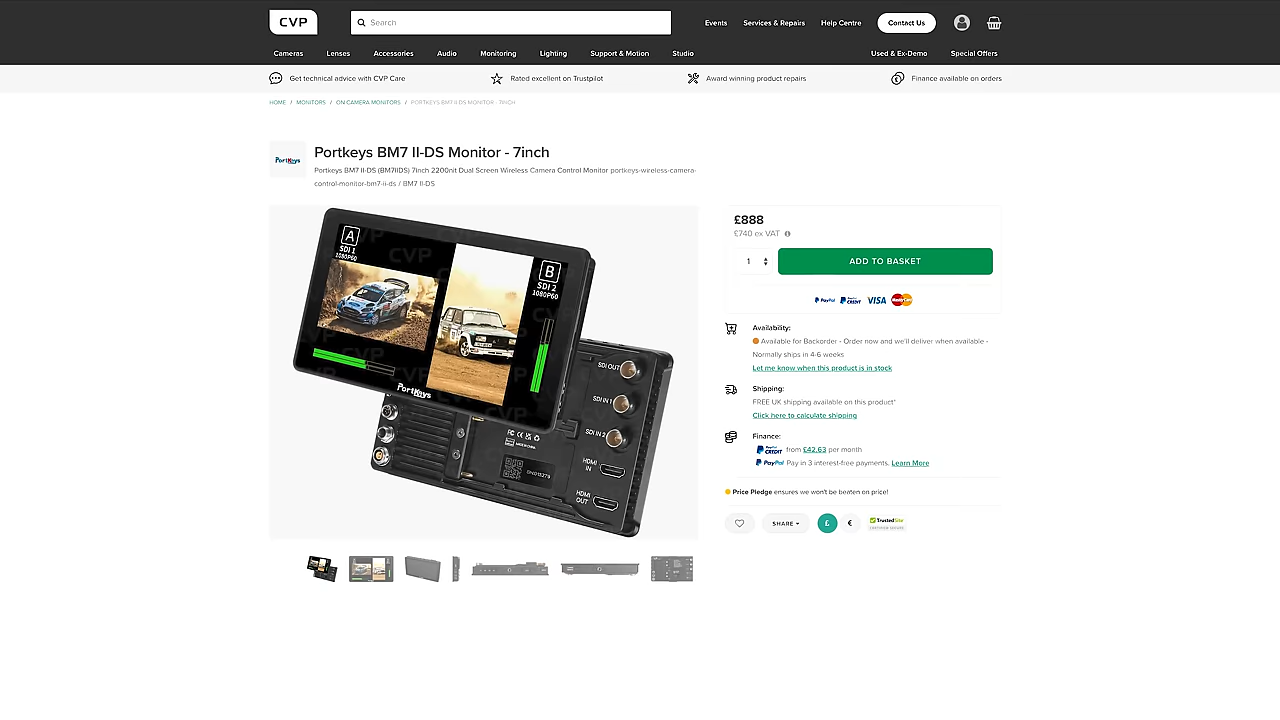 CVP
Search
Events
Services & Repairs
Help Centre
Contact Us
Cameras
Lenses
Accessories
Audio
Monitoring
Lighting
Support & Motion
Studio
Used & Ex-Demo
Special Offers
Get technical advice with CVP Care
Rated excellent on Trustpilot
Award winning product repairs
Finance available on orders
HOME / MONITORS / ON CAMERA MONITORS / PORTKEYS BM7 II-DS MONITOR - 7INCH
PortKeys
Portkeys BM7 II-DS Monitor - 7inch
Portkeys BM7 II-DS (BM7IIDS) 7Inch 2200nit Dual Screen Wireless Camera Control Monitor portkeys-wireless-camera-
control-monitor-bm7-ii-ds / BM7 II-DS
A
SDI 1
1080P60
B
SDI 2
1080P60
CVP
PortKeys
SDI OUT
SDI IN 1
SDI IN 2
HDMI
IN
HDMI
OUT
£888
£740 ex VAT
1
ADD TO BASKET
PayPal
PayPal
CREDIT
VISA
MasterCard
Availability:
Available for Backorder - Order now and we'll deliver when available -
Normally ships in 4-6 weeks
Let me know when this product is in stock
Shipping:
FREE UK shipping available on this product*
Click here to calculate shipping
Finance:
PayPal
CREDIT
from £42.63 per month
PayPal Pay in 3 interest-free payments. Learn More
Price Pledge ensures we won't be beaten on price!
SHARE
£
€
TrustedSite
CERTIFIED SECURE